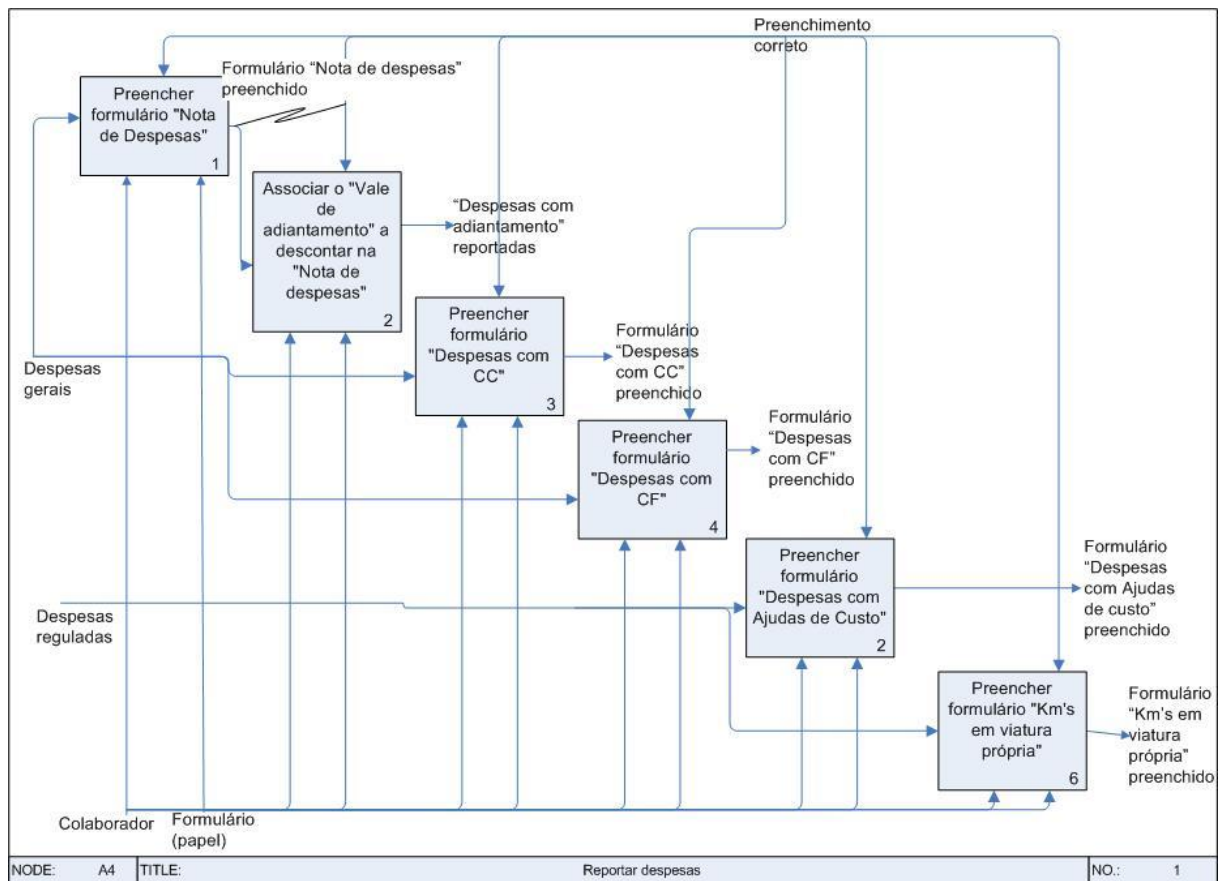 Preenchimento
correto
Formulário “Nota de despesas”
preenchido
Preencher
formulário "Nota
de Despesas"
1
Associar o "Vale
de
adiantamento" a
descontar na
"Nota de
despesas"
2
“Despesas com
adiantamento”
reportadas
Preencher
formulário
"Despesas com
CC"
3
Formulário
“Despesas
com CC”
preenchido
Despesas
gerais
Preencher
formulário
"Despesas com
CF"
4
Formulário
“Despesas
com CF”
preenchido
Preencher
formulário
"Despesas com
Ajudas de Custo"
2
Formulário
“Despesas
com Ajudas
de custo”
preenchido
Despesas
reguladas
Preencher
formulário "Km's
em viatura
própria"
6
Formulário
“Km’s em
viatura
própria”
preenchido
Colaborador
Formulário
(papel)
NODE: A4 TITLE: Reportar despesas NO.: 1